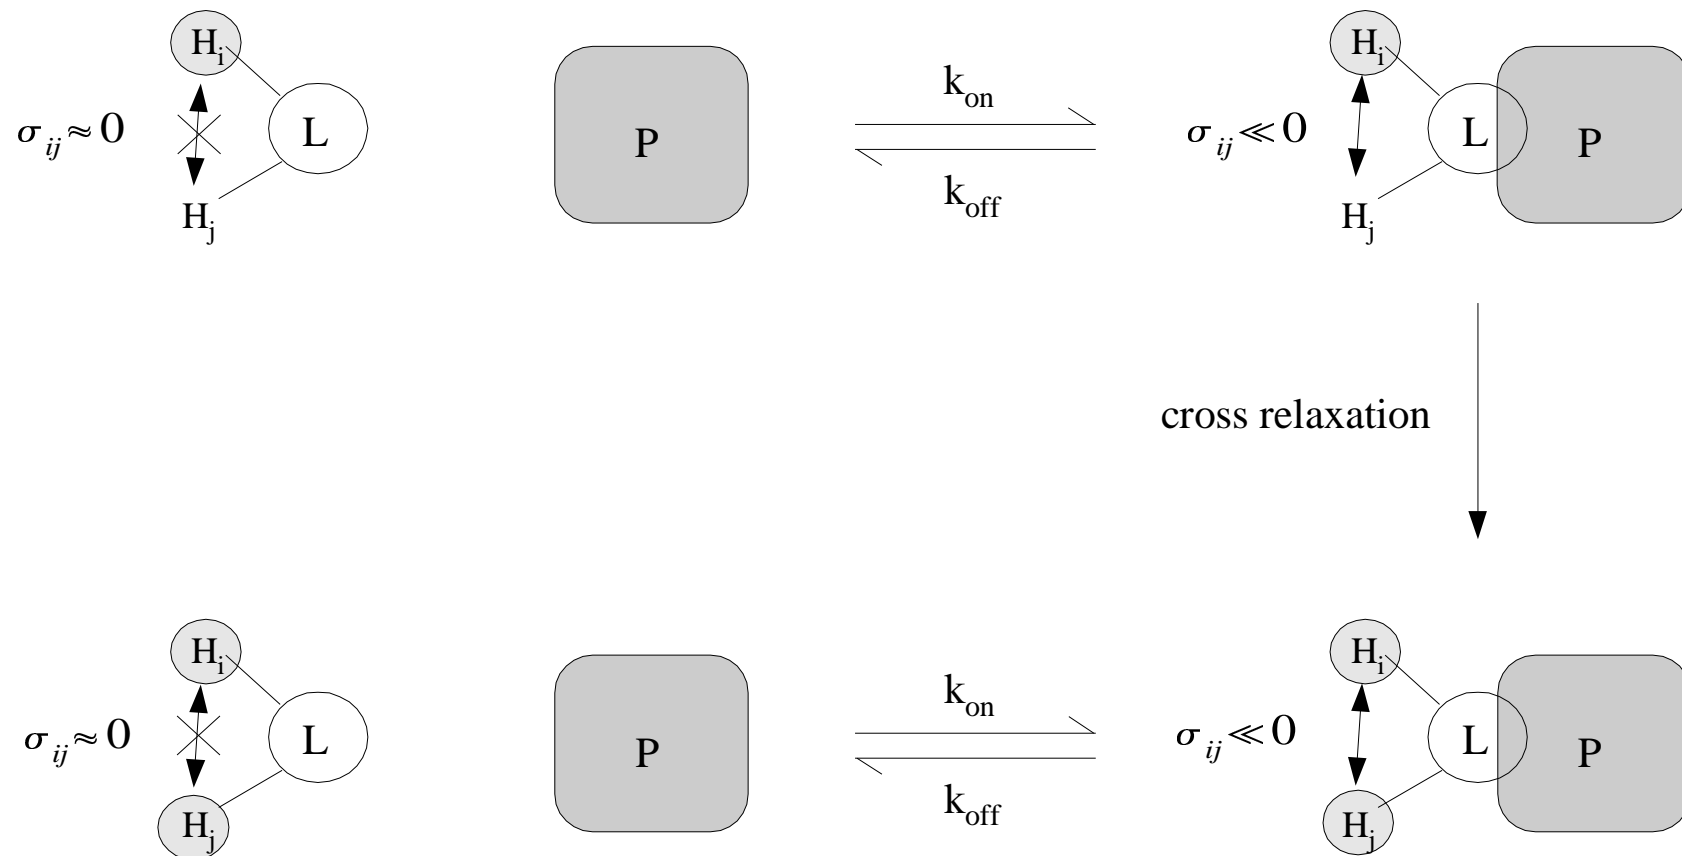 H_i
k_on
H_i
σ_ij ≈ 0
L
P
σ_ij ≪ 0
L
P
k_off
H_j
H_j
cross relaxation
H_i
k_on
H_i
σ_ij ≈ 0
L
P
σ_ij ≪ 0
L
P
k_off
H_j
H_j